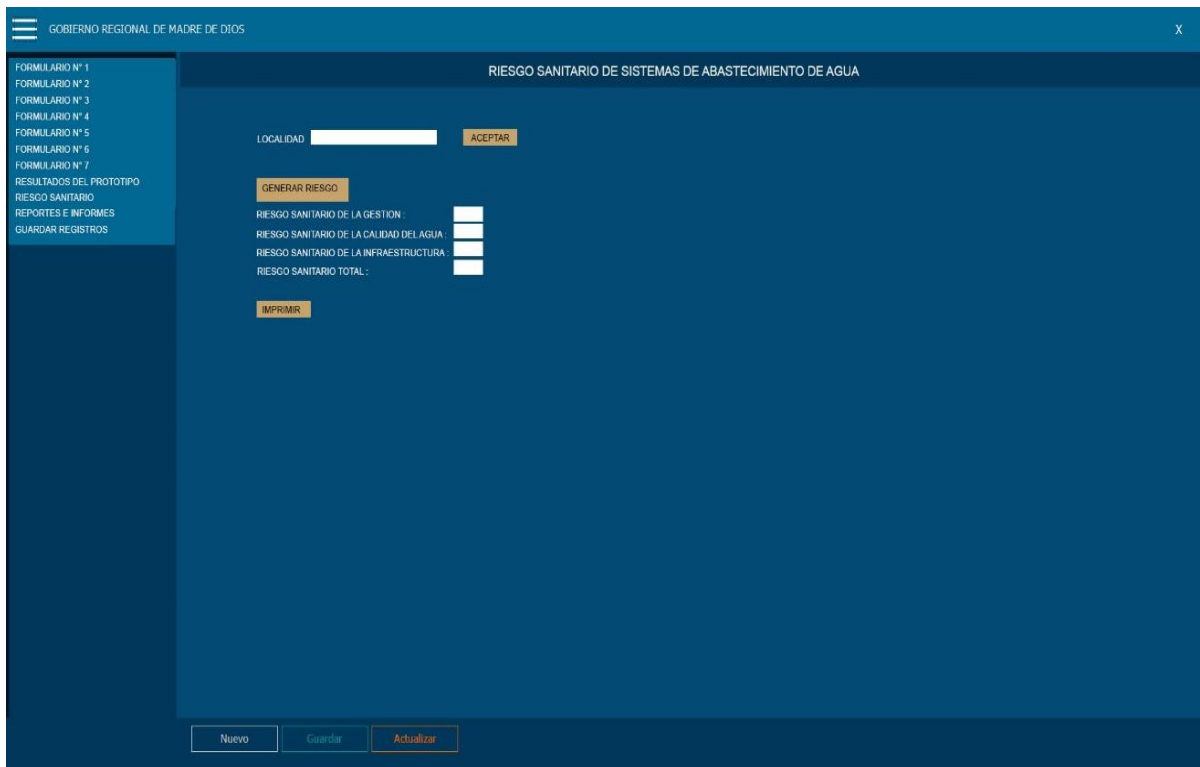 GOBIERNO REGIONAL DE MADRE DE DIOS
X
FORMULARIO N° 1
FORMULARIO N° 2
FORMULARIO N° 3
FORMULARIO N° 4
FORMULARIO N° 5
FORMULARIO N° 6
FORMULARIO N° 7
RESULTADOS DEL PROTOTIPO
RIESGO SANITARIO
REPORTES E INFORMES
GUARDAR REGISTROS
RIESGO SANITARIO DE SISTEMAS DE ABASTECIMIENTO DE AGUA
LOCALIDAD
ACEPTAR
GENERAR RIESGO
RIESGO SANITARIO DE LA GESTION :
RIESGO SANITARIO DE LA CALIDAD DEL AGUA :
RIESGO SANITARIO DE LA INFRAESTRUCTURA :
RIESGO SANITARIO TOTAL :
IMPRIMIR
Nuevo
Guardar
Actualizar